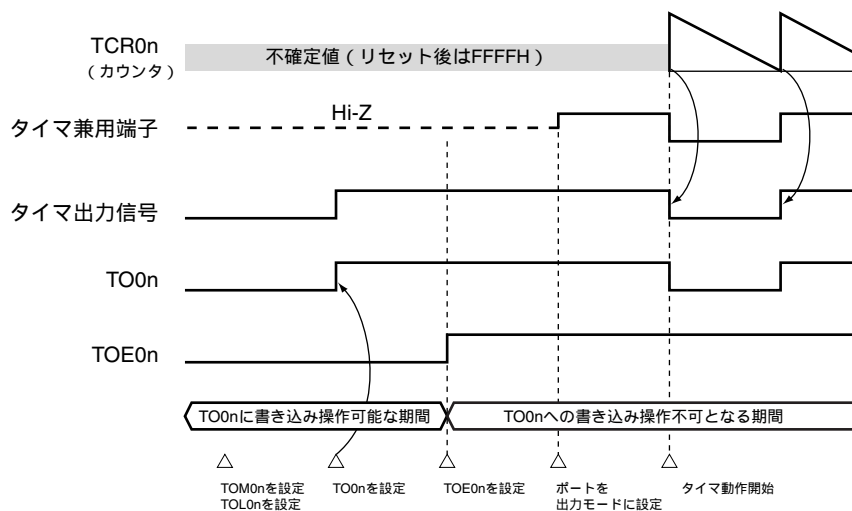 TCR0n
（カウンタ）
不確定値（リセット後はFFFFH）
タイマ兼用端子
Hi-Z
タイマ出力信号
TO0n
TOE0n
TO0nに書き込み操作可能な期間
TO0nへの書き込み操作不可となる期間
TOM0nを設定
TOL0nを設定
TO0nを設定
TOE0nを設定
ポートを
出力モードに設定
タイマ動作開始